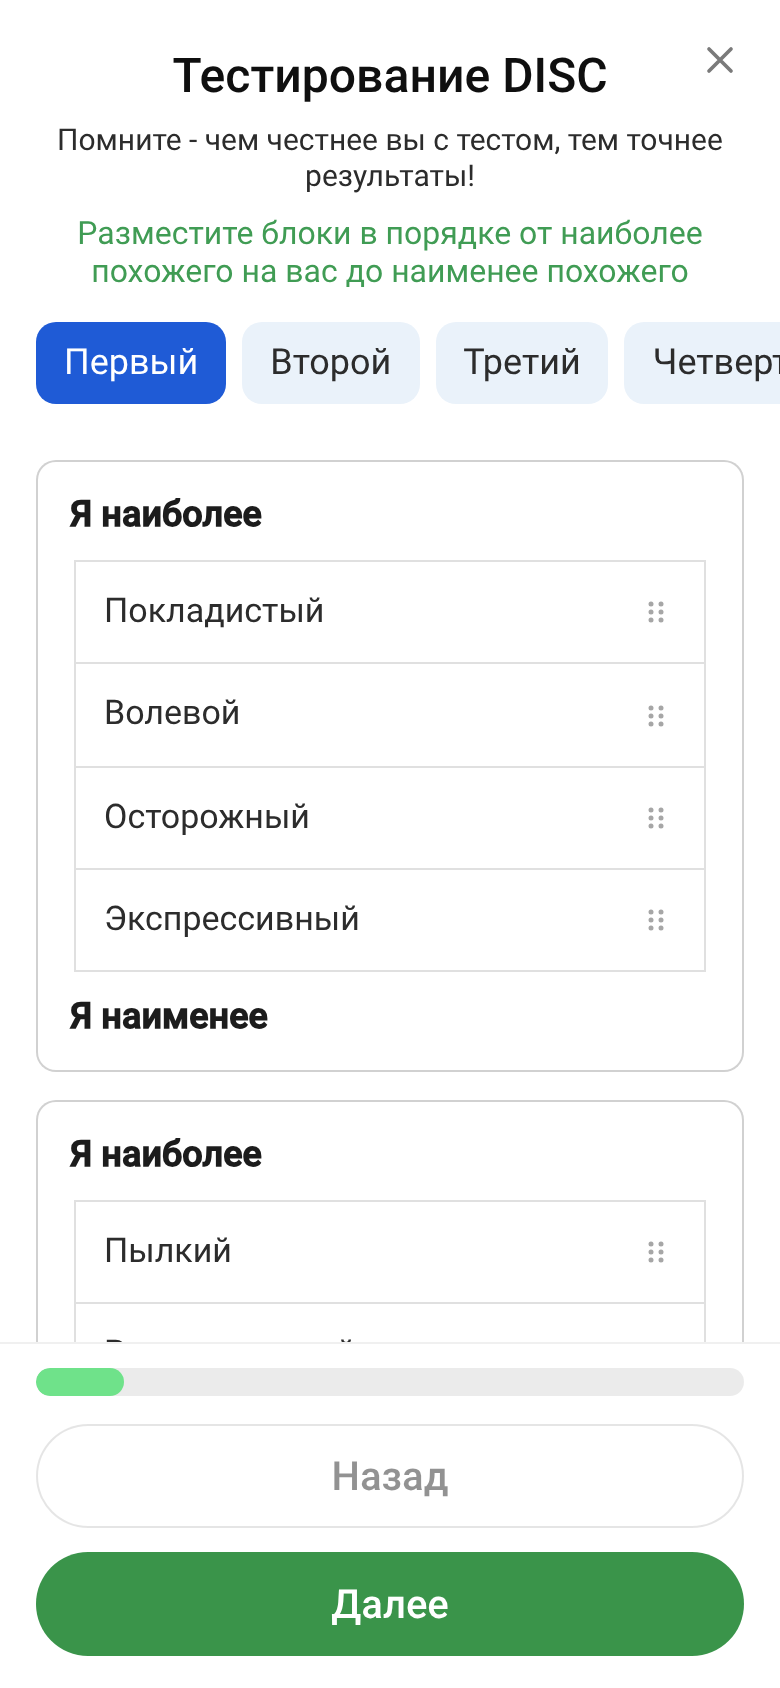 Тестирование DISC
Помните - чем честнее вы с тестом, тем точнее
результаты!
Разместите блоки в порядке от наиболее
похожего на вас до наименее похожего
Первый
Второй
Третий
Четверт
Я наиболее
Покладистый
Волевой
Осторожный
Экспрессивный
Я наименее
Я наиболее
Пылкий
Назад
Далее